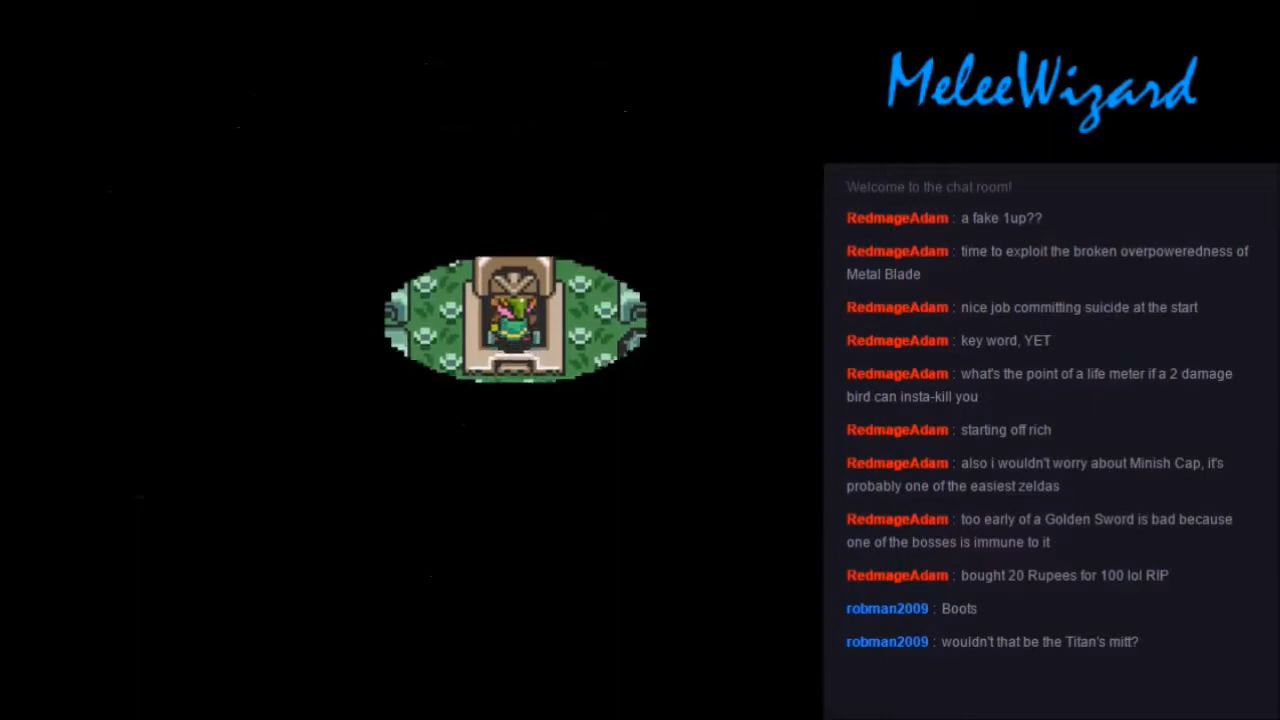 MeleeWizard
Welcome to the chat room!
RedmageAdam : a fake 1up??
RedmageAdam : time to exploit the broken overpoweredness of
Metal Blade
RedmageAdam : nice job committing suicide at the start
RedmageAdam : key word, YET
RedmageAdam : what's the point of a life meter if a 2 damage
bird can insta-kill you
RedmageAdam : starting off rich
RedmageAdam : also i wouldn't worry about Minish Cap, it's
probably one of the easiest zeldas
RedmageAdam : too early of a Golden Sword is bad because
one of the bosses is immune to it
RedmageAdam : bought 20 Rupees for 100 lol RIP
robman2009 : Boots
robman2009 : wouldn't that be the Titan's mitt?